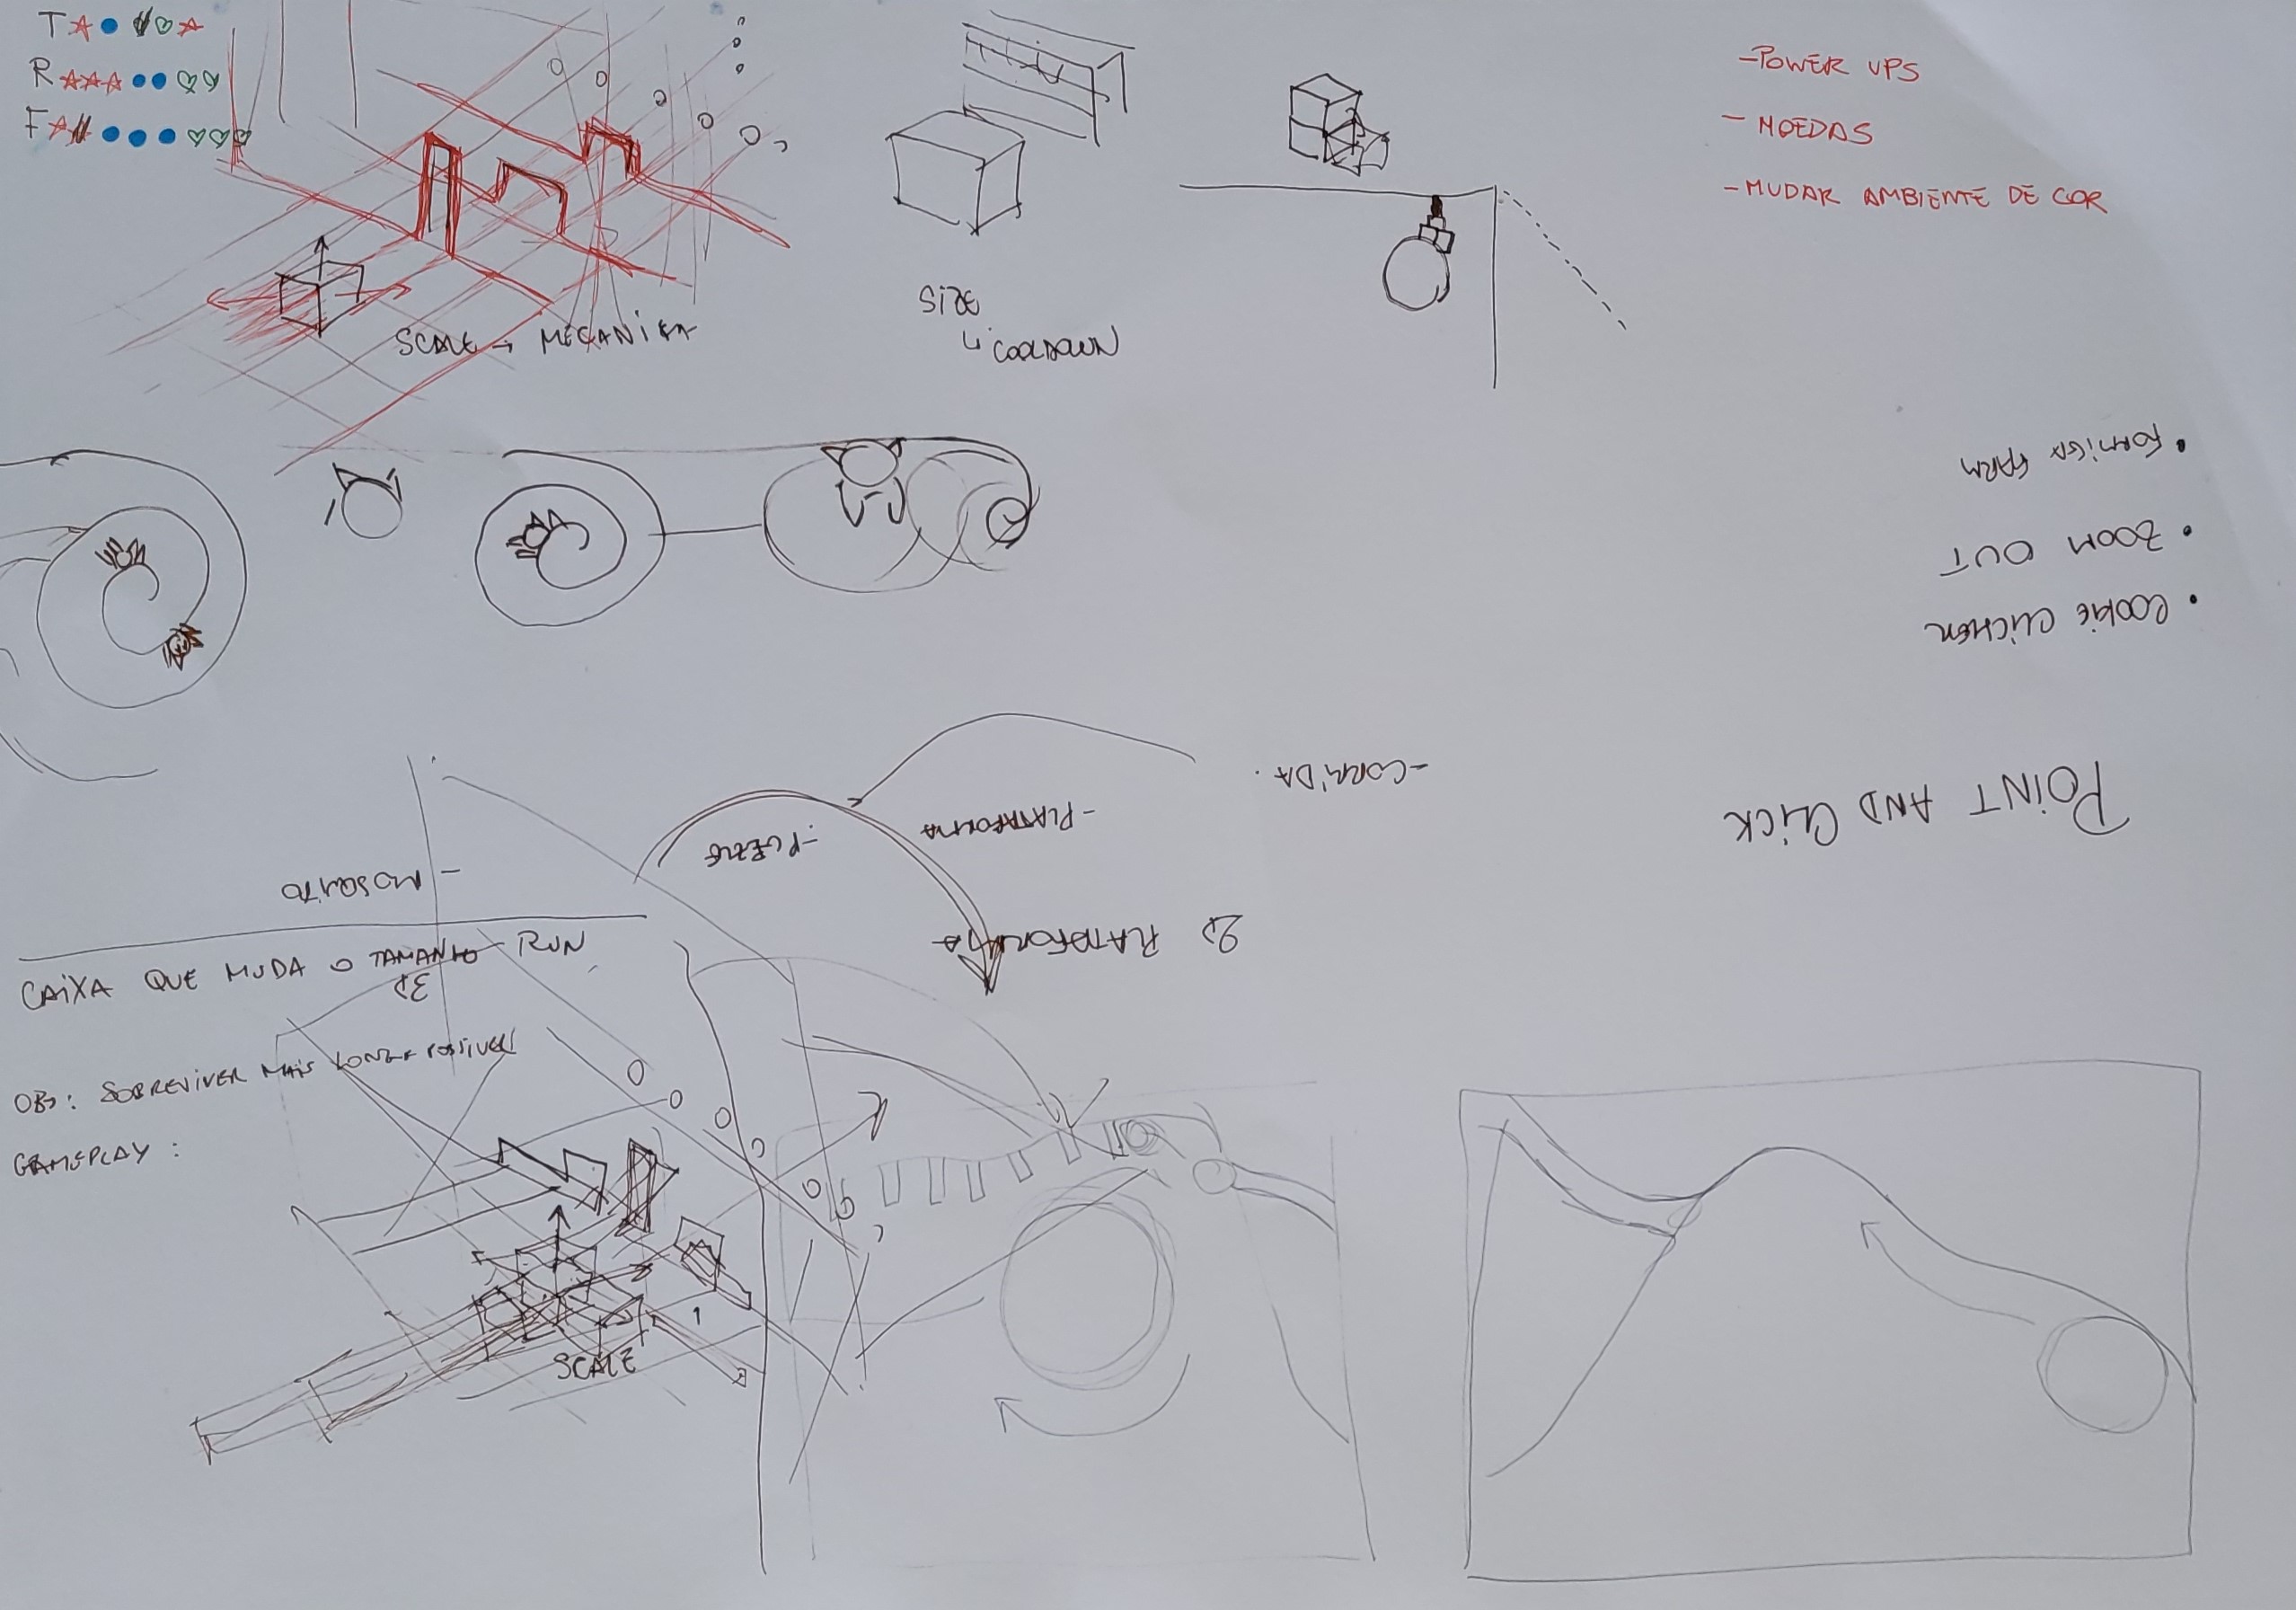 T
R
F
SCALE → MECANICA
SIZE
↳ COOLDOWN
-POWER UPS
- MOEDAS
- MUDAR AMBIENTE DE COR
• FORMIGA FARM
• ZOOM OUT
• COOKIE CLICKER
POINT AND CLICK
-CORRIDA
-PLATAFORMA
-PUZZLE
2D PLATAFORMA
- MOSQUITO
CAIXA QUE MUDA O TAMANHO - RUN
3D
OBJ: SOBREVIVER MAIS LONGE POSSIVEL
GAMEPLAY :
SCALE
1